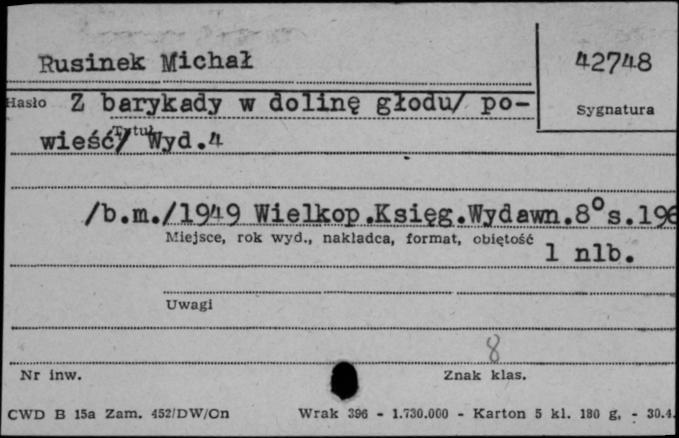 Rusinek Michał
42748
Hasło Z barykady w dolinę głodu/ po-
Sygnatura
wieść/ Tytuł Wyd.4
/b.m./1949 Wielkop.Księg.Wydawn.8°s.196
Miejsce, rok wyd., nakładca, format, objętość
1 nlb.
Uwagi
8
Nr inw.
Znak klas.
CWD B 15a Zam. 452/DW/On Wrak 396 - 1.730.000 - Karton 5 kl. 180 g, - 30.4.